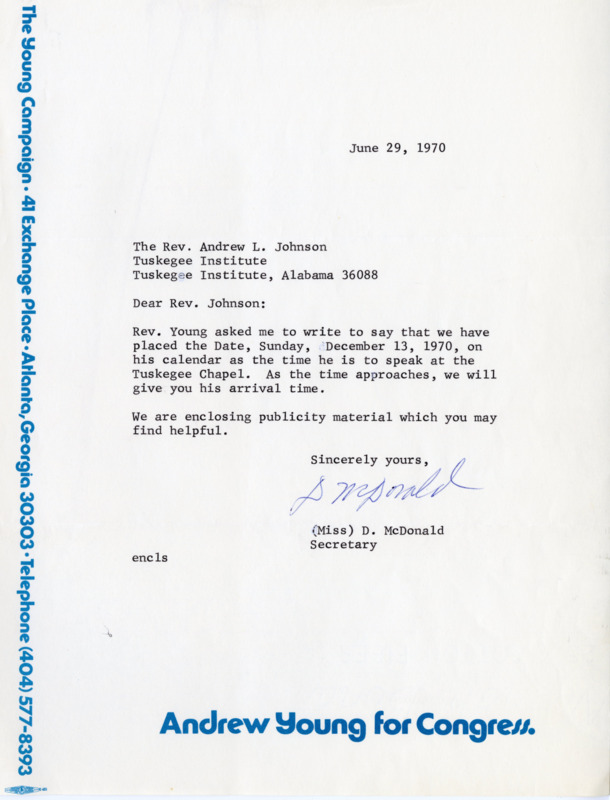 The Young Campaign · 41 Exchange Place · Atlanta, Georgia 30303 · Telephone (404) 577-8393
June 29, 1970
The Rev. Andrew L. Johnson
Tuskegee Institute
Tuskegee Institute, Alabama 36088
Dear Rev. Johnson:
Rev. Young asked me to write to say that we have
placed the Date, Sunday, December 13, 1970, on
his calendar as the time he is to speak at the
Tuskegee Chapel. As the time approaches, we will
give you his arrival time.
We are enclosing publicity material which you may
find helpful.
Sincerely yours,
D McDonald
(Miss) D. McDonald
Secretary
encls
Andrew Young for Congress.